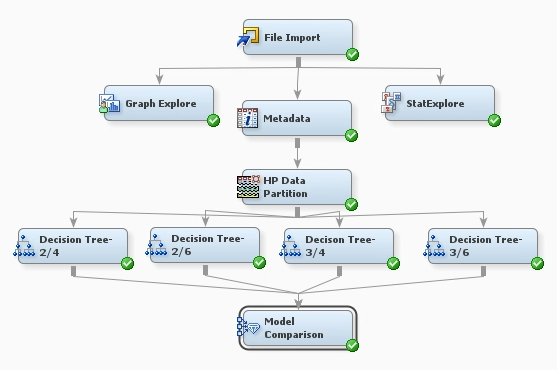 File Import
Graph Explore
Metadata
StatExplore
HP Data
Partition
Decision Tree-
2/4
Decision Tree-
2/6
Decison Tree-
3/4
Decision Tree-
3/6
Model
Comparison